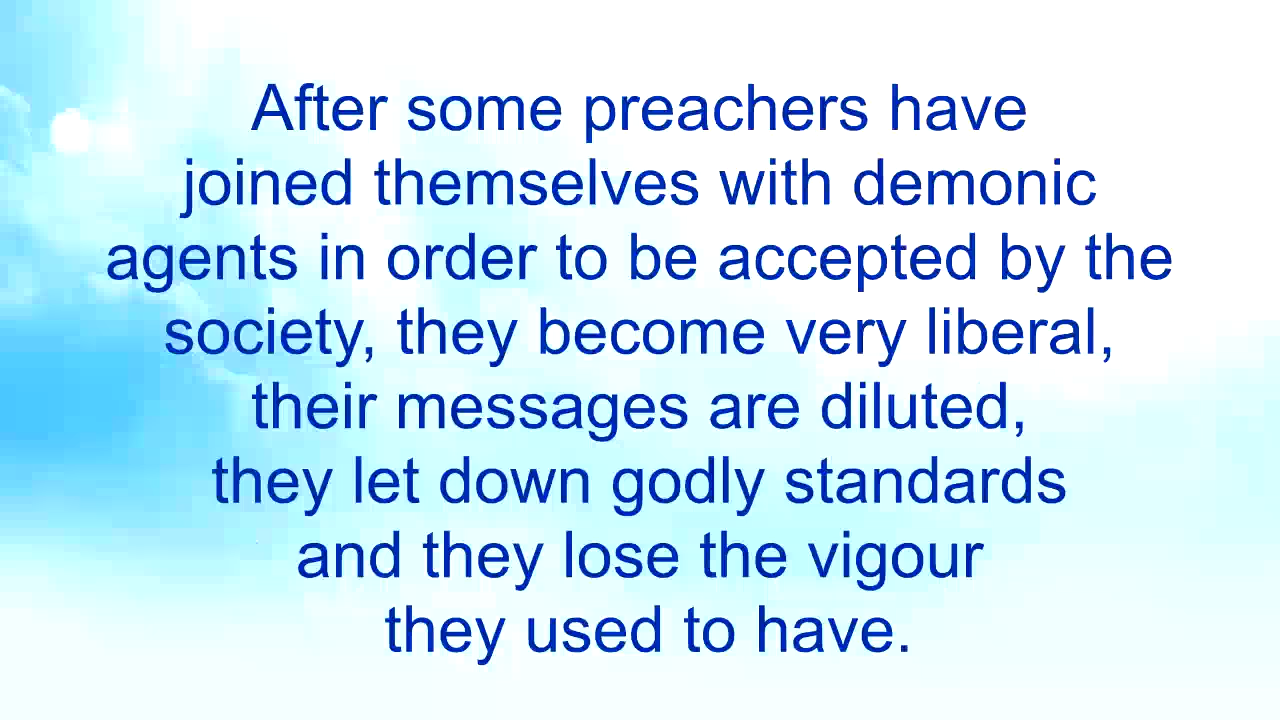 After some preachers have
joined themselves with demonic
agents in order to be accepted by the
society, they become very liberal,
their messages are diluted,
they let down godly standards
and they lose the vigour
they used to have.